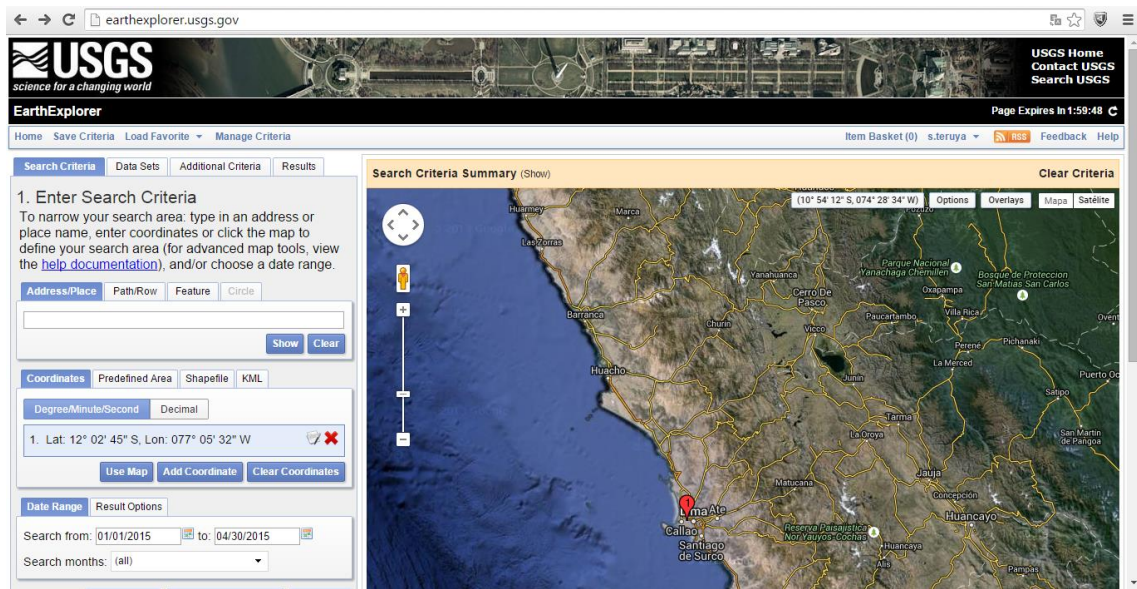 earthexplorer.usgs.gov
USGS
science for a changing world
USGS Home
Contact USGS
Search USGS
EarthExplorer
Page Expires In 1:59:48
Home Save Criteria Load Favorite Manage Criteria
Item Basket (0) s.teruya RSS Feedback Help
Search Criteria Data Sets Additional Criteria Results
1. Enter Search Criteria
To narrow your search area: type in an address or
place name, enter coordinates or click the map to
define your search area (for advanced map tools, view
the help documentation), and/or choose a date range.
Address/Place Path/Row Feature Circle
Show Clear
Coordinates Predefined Area Shapefile KML
Degree/Minute/Second Decimal
1. Lat: 12° 02' 45" S, Lon: 077° 05' 32" W
Use Map Add Coordinate Clear Coordinates
Date Range Result Options
Search from: 01/01/2015 to: 04/30/2015
Search months: (all)
Search Criteria Summary (Show)
Clear Criteria
(10° 54' 12" S, 074° 28' 34" W) Options Overlays Mapa Satélite
Huarmey
Marca
Las Zorras
Yanahuanca
Parque Nacional
Yanachaga Chemillen
Bosque de Proteccion
San Matias San Carlos
Cerro De
Pasco
Oxapampa
Barranca
Churin
Vicco
Paucartambo
Villa Rica
Perené
Pichanaki
Huacho
La Merced
Junin
Satipo
Tarma
La Oroya
San Martin
de Pangoa
Jauja
Matucana
Concepción
1
Lima Ate
Huancayo
Callao
Reserva Paisajistica
Nor Yauyos-Cochas
Santiago
de Surco
Huancaya
Alis
Pampas